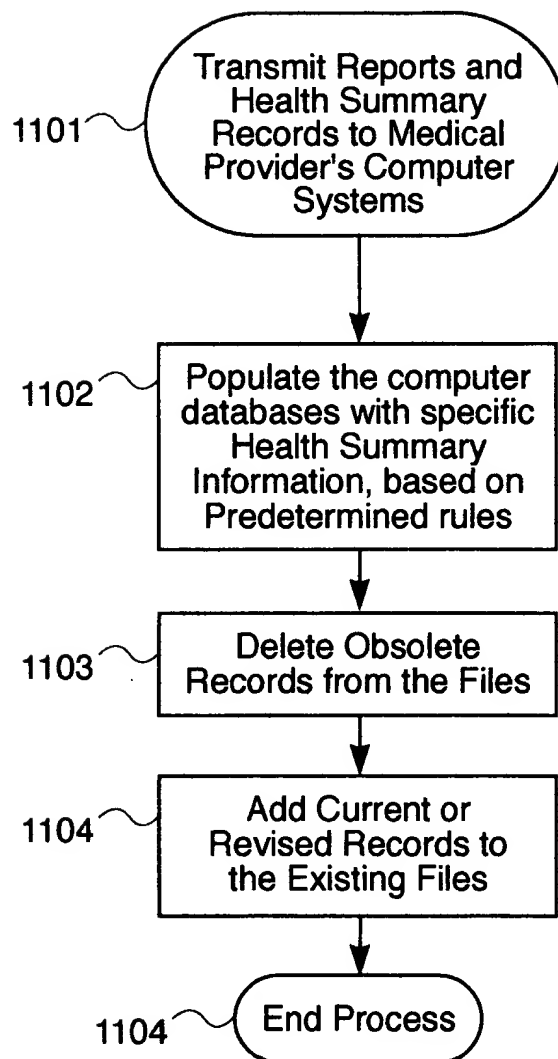 Transmit Reports and
Health Summary
Records to Medical
Provider's Computer
Systems
1101
Populate the computer
databases with specific
Health Summary
Information, based on
Predetermined rules
1102
Delete Obsolete
Records from the Files
1103
Add Current or
Revised Records to
the Existing Files
1104
End Process
1104